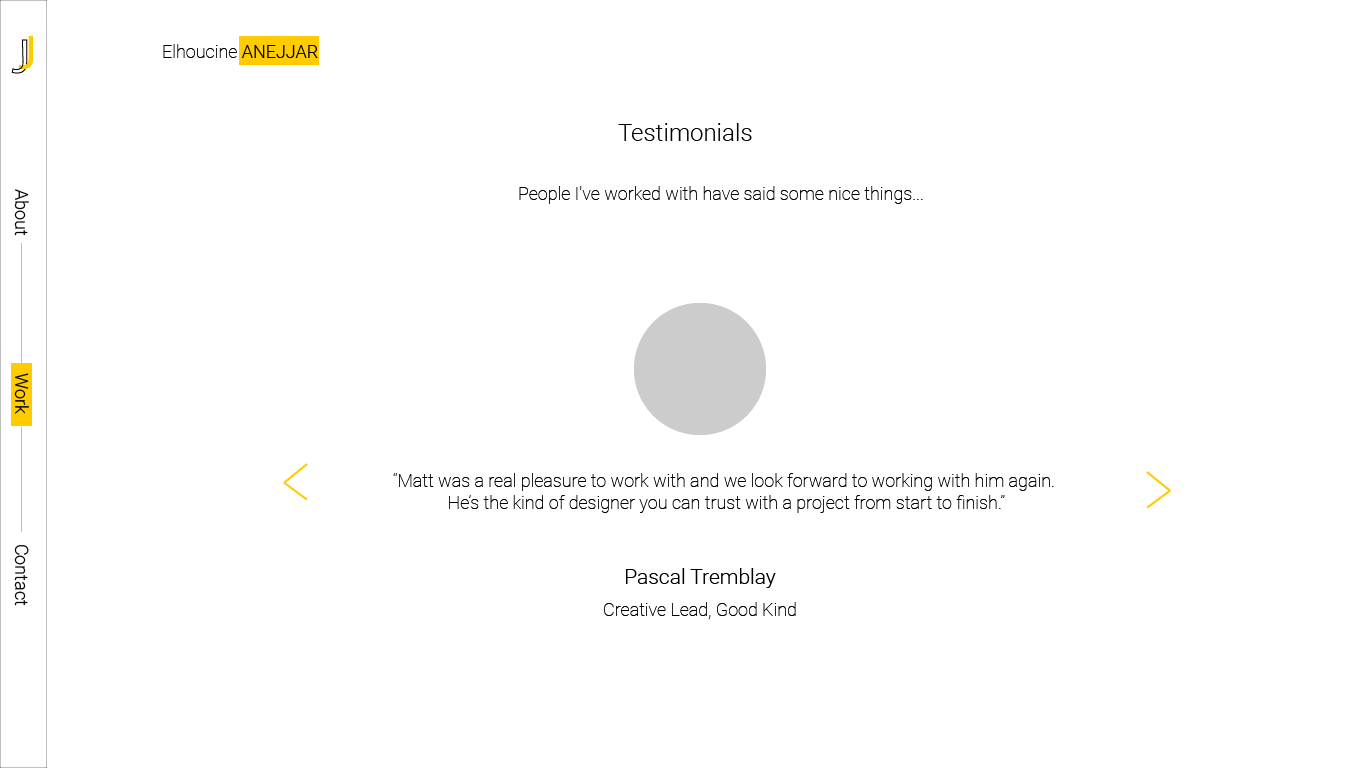 Elhoucine ANEJJAR
About
Work
Contact
Testimonials
People I've worked with have said some nice things...
“Matt was a real pleasure to work with and we look forward to working with him again.
He’s the kind of designer you can trust with a project from start to finish.”
Pascal Tremblay
Creative Lead, Good Kind